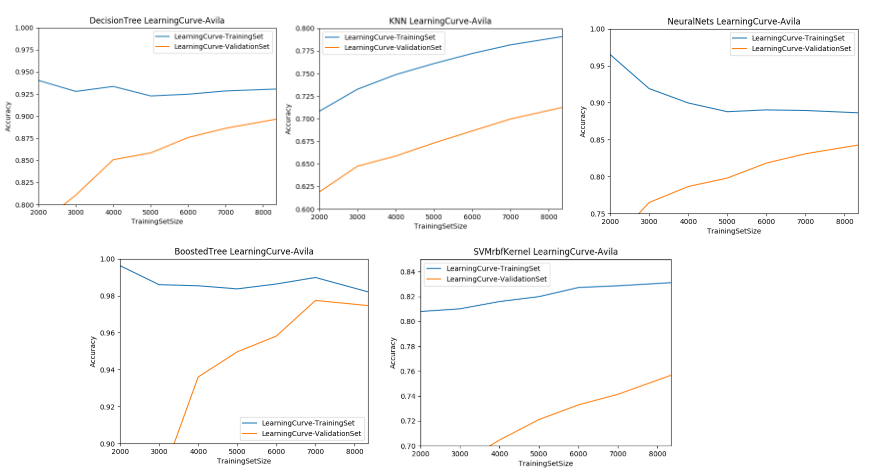 DecisionTree LearningCurve-Avila
1.000
0.975
0.950
0.925
0.900
0.875
0.850
0.825
0.800
Accuracy
LearningCurve-TrainingSet
LearningCurve-ValidationSet
2000 3000 4000 5000 6000 7000 8000
TrainingSetSize
KNN LearningCurve-Avila
0.800
0.775
0.750
0.725
0.700
0.675
0.650
0.625
0.600
Accuracy
LearningCurve-TrainingSet
LearningCurve-ValidationSet
2000 3000 4000 5000 6000 7000 8000
TrainingSetSize
NeuralNets LearningCurve-Avila
1.00
0.95
0.90
0.85
0.80
0.75
Accuracy
LearningCurve-TrainingSet
LearningCurve-ValidationSet
2000 3000 4000 5000 6000 7000 8000
TrainingSetSize
BoostedTree LearningCurve-Avila
1.00
0.98
0.96
0.94
0.92
0.90
Accuracy
LearningCurve-TrainingSet
LearningCurve-ValidationSet
2000 3000 4000 5000 6000 7000 8000
TrainingSetSize
SVMrbfKernel LearningCurve-Avila
0.84
0.82
0.80
0.78
0.76
0.74
0.72
0.70
Accuracy
LearningCurve-TrainingSet
LearningCurve-ValidationSet
2000 3000 4000 5000 6000 7000 8000
TrainingSetSize